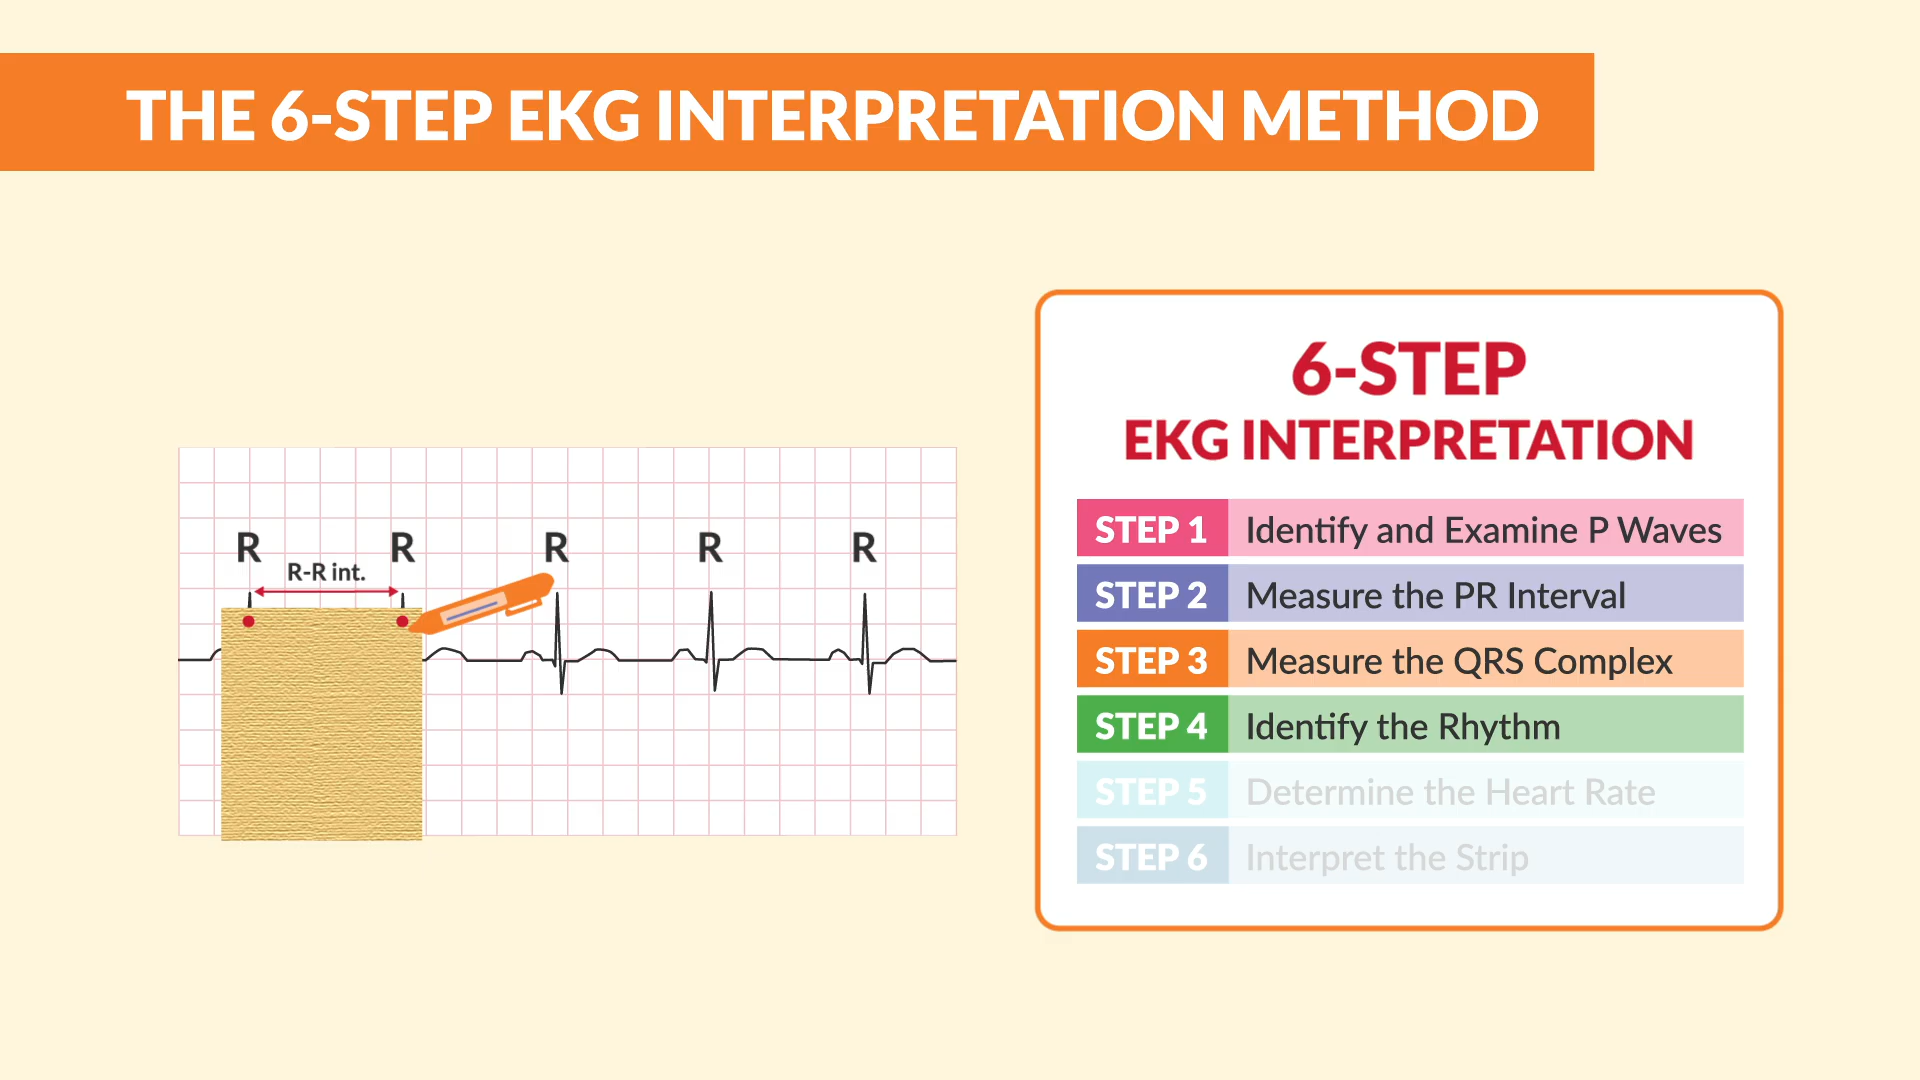 THE 6-STEP EKG INTERPRETATION METHOD
R R R R R
R-R int.
6-STEP
EKG INTERPRETATION
STEP 1 Identify and Examine P Waves
STEP 2 Measure the PR Interval
STEP 3 Measure the QRS Complex
STEP 4 Identify the Rhythm
STEP 5 Determine the Heart Rate
STEP 6 Interpret the Strip